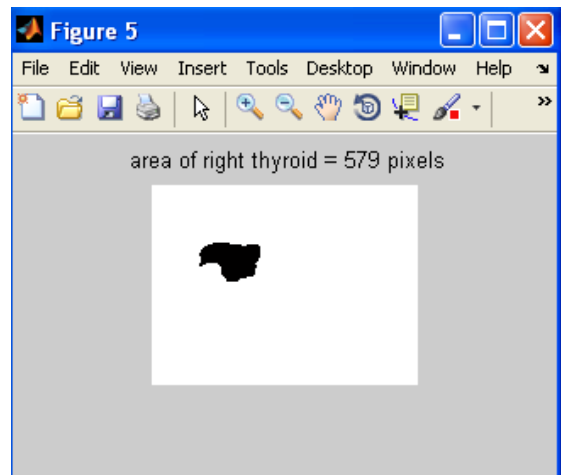 Figure 5
File Edit View Insert Tools Desktop Window Help
area of right thyroid = 579 pixels